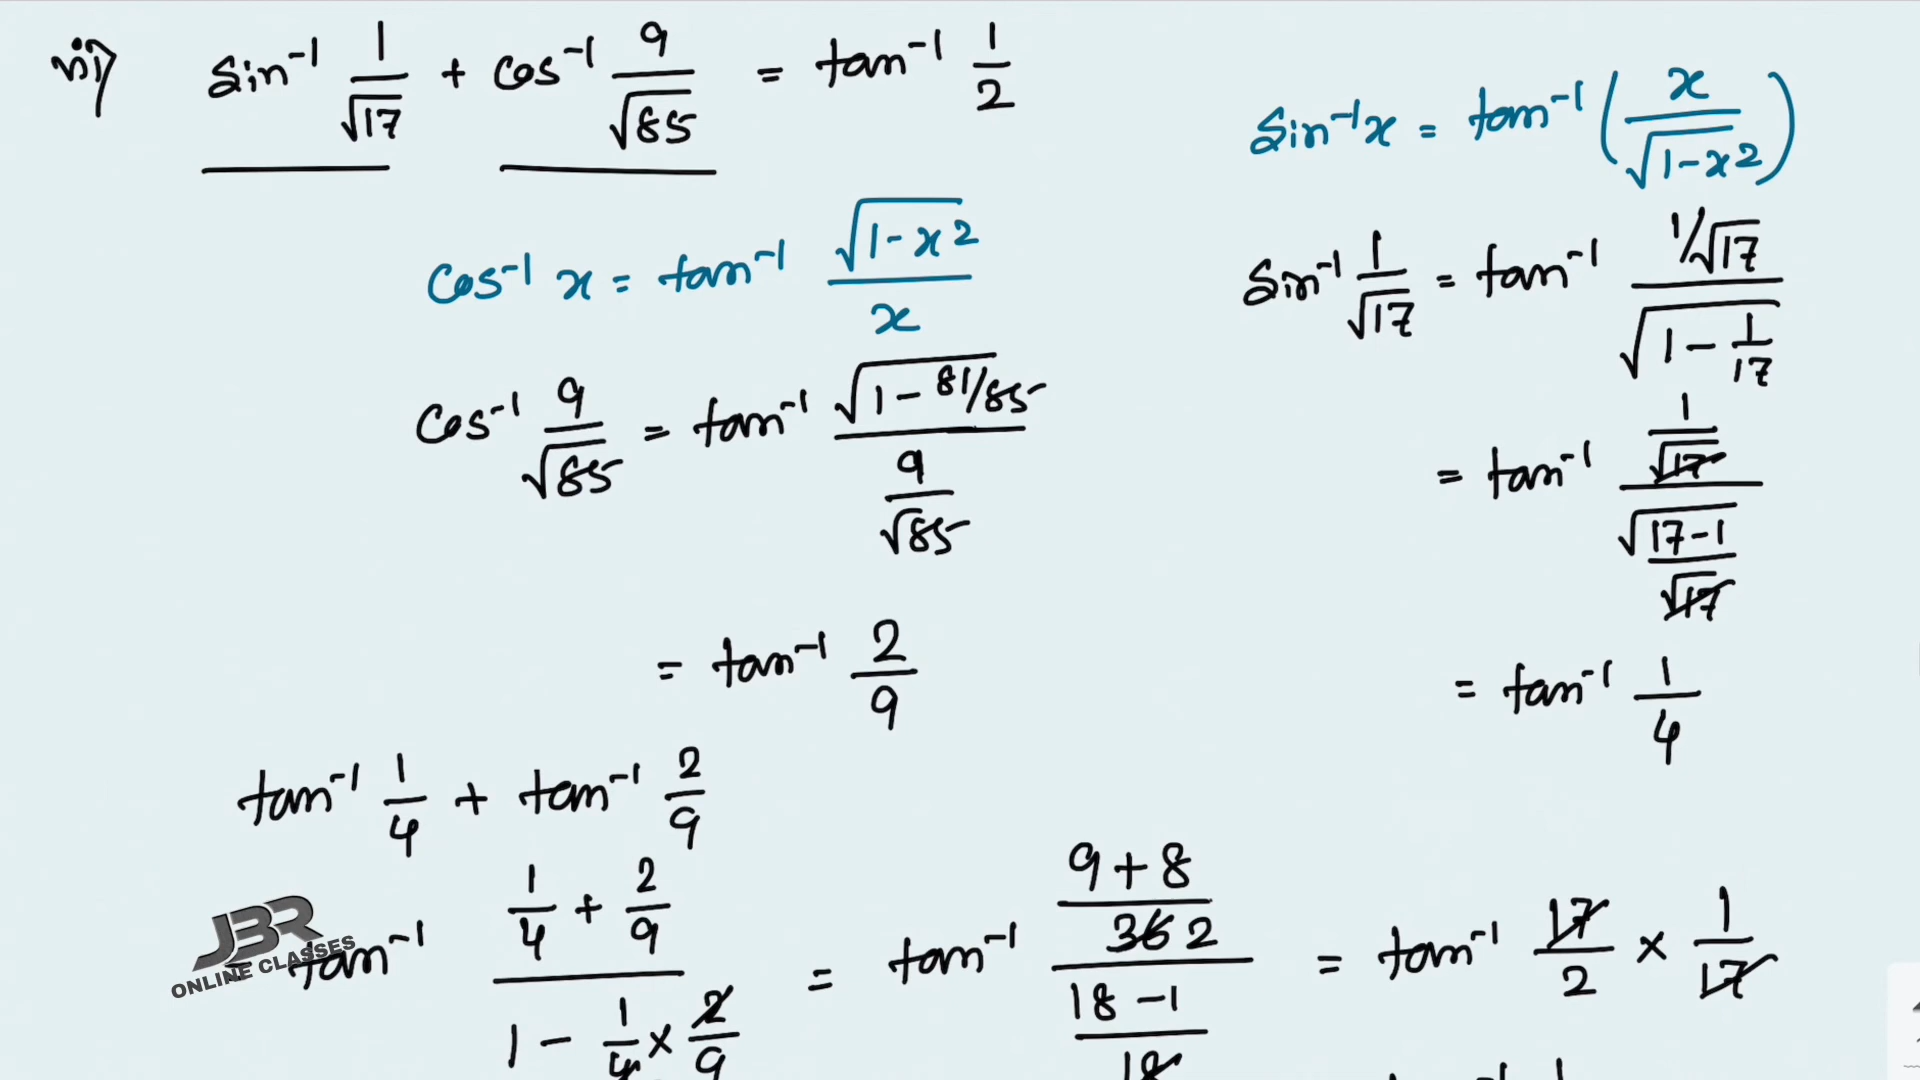 vi) sin⁻¹ 1/√17 + cos⁻¹ 9/√85 = tan⁻¹ 1/2
cos⁻¹ x = tan⁻¹ √(1-x2)/x
cos⁻¹ 9/√85 = tan⁻¹ √(1-81/85) / (9/√85)
= tan⁻¹ 2/9
sin⁻¹x = tan⁻¹ (x/√(1-x2))
sin⁻¹ 1/√17 = tan⁻¹ (1/√17) / √(1 - 1/17)
= tan⁻¹ (1/√17) / (√(17-1)/√17)
= tan⁻¹ 1/4
tan⁻¹ 1/4 + tan⁻¹ 2/9
= tan⁻¹ (1/4 + 2/9) / (1 - 1/4 × 2/9) = tan⁻¹ ((9+8)/36 2) / ((18-1)/18) = tan⁻¹ 17/2 × 1/17
JBR
ONLINE CLASSES